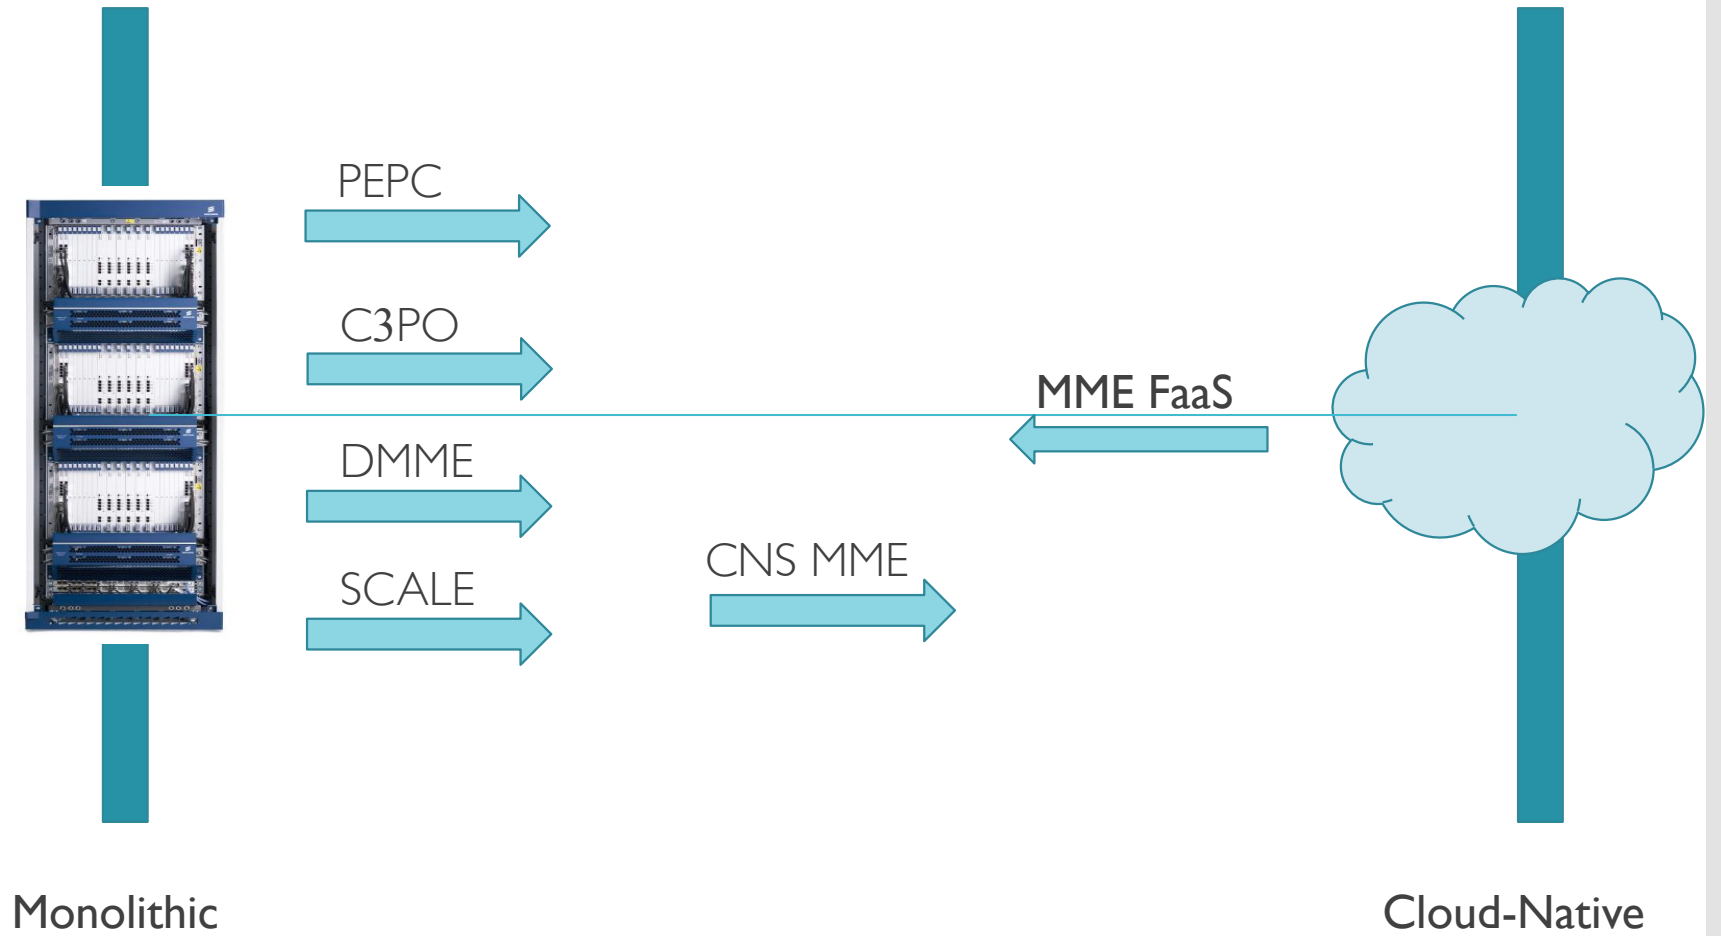 PEPC
C3PO
MME FaaS
DMME
CNS MME
SCALE
Monolithic
Cloud-Native